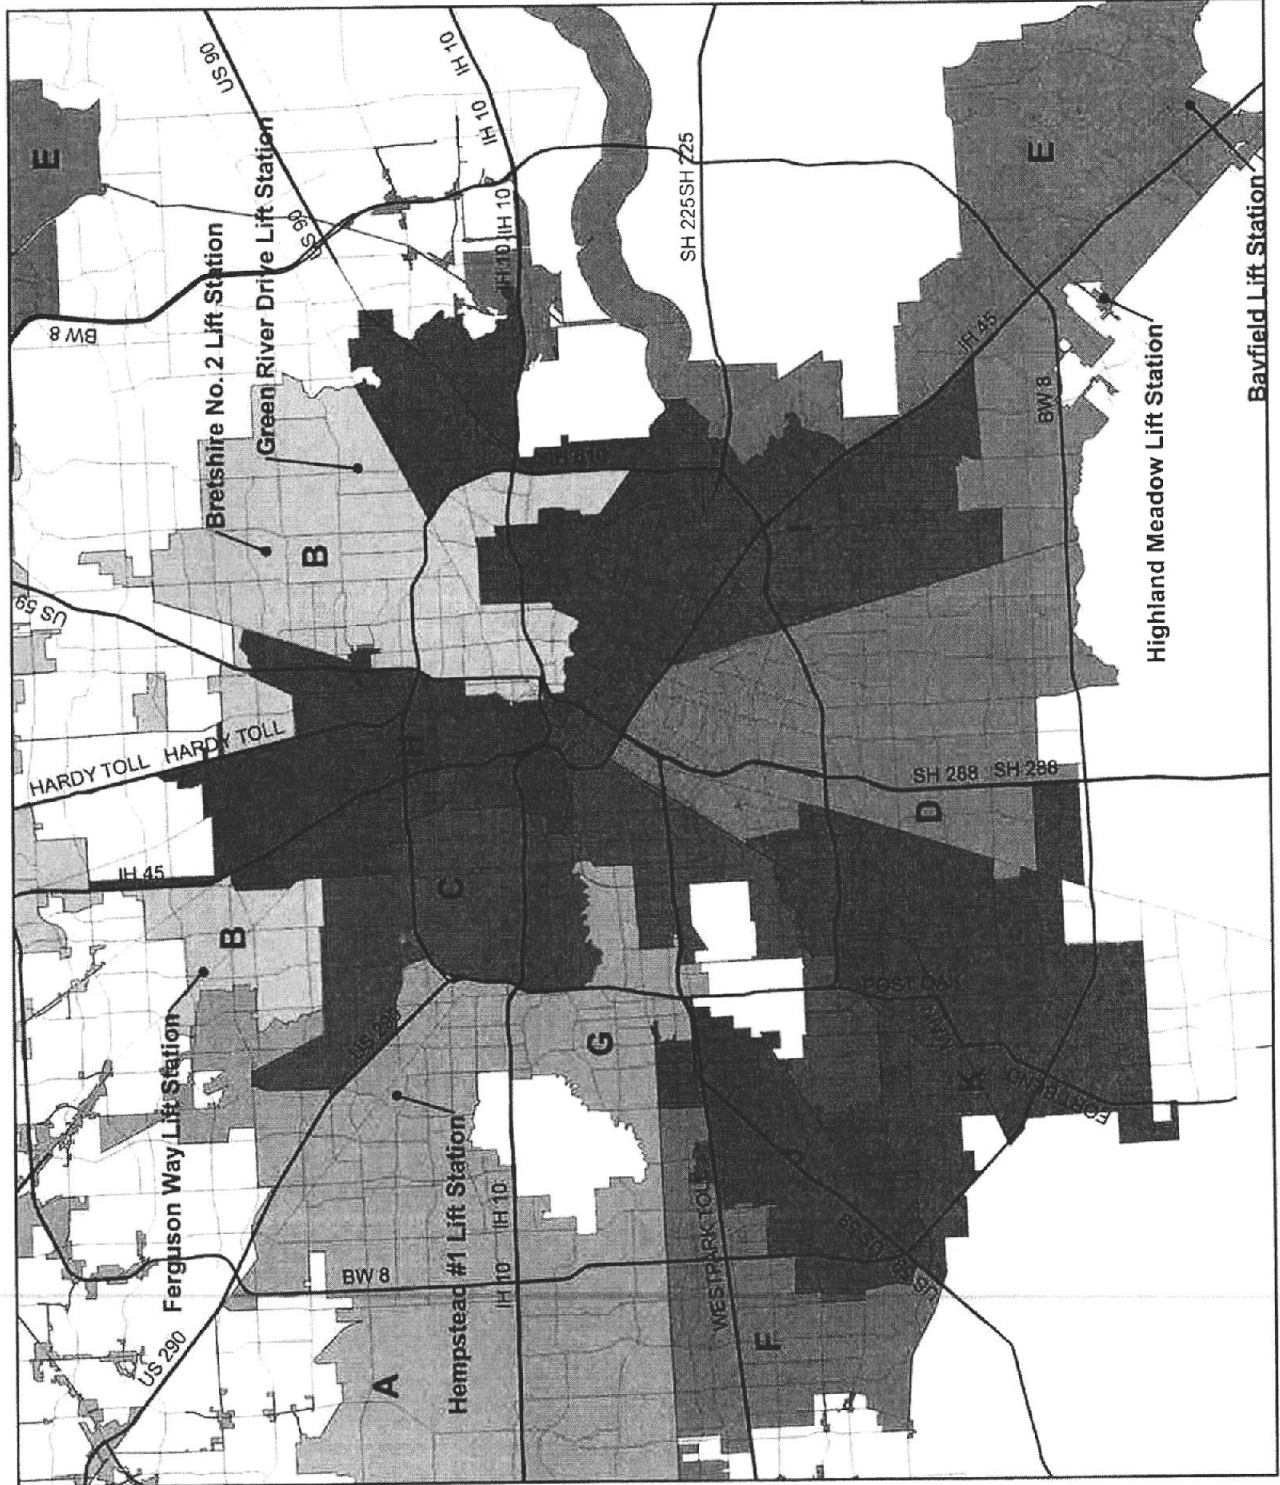 US 90
IH 10
IH 10
E
Green River Drive Lift Station
SH 225
SH 225
E
US 90
IH 10
IH 10
Bretshire No. 2 Lift Station
Bayfield Lift Station
BW 8
IH 45
BW 8
Highland Meadow Lift Station
IH 610
B
I
US 59
HARDY TOLL
HARDY TOLL
H
SH 288
SH 288
D
IH 45
C
B
POST OAK
US 290
G
MAIN
Ferguson Way Lift Station
K
FORT BEND
J
Hempstead #1 Lift Station
IH 10
WESTPARK TOLL
US 59
BW 8
IH 10
US 59
F
US 290
A